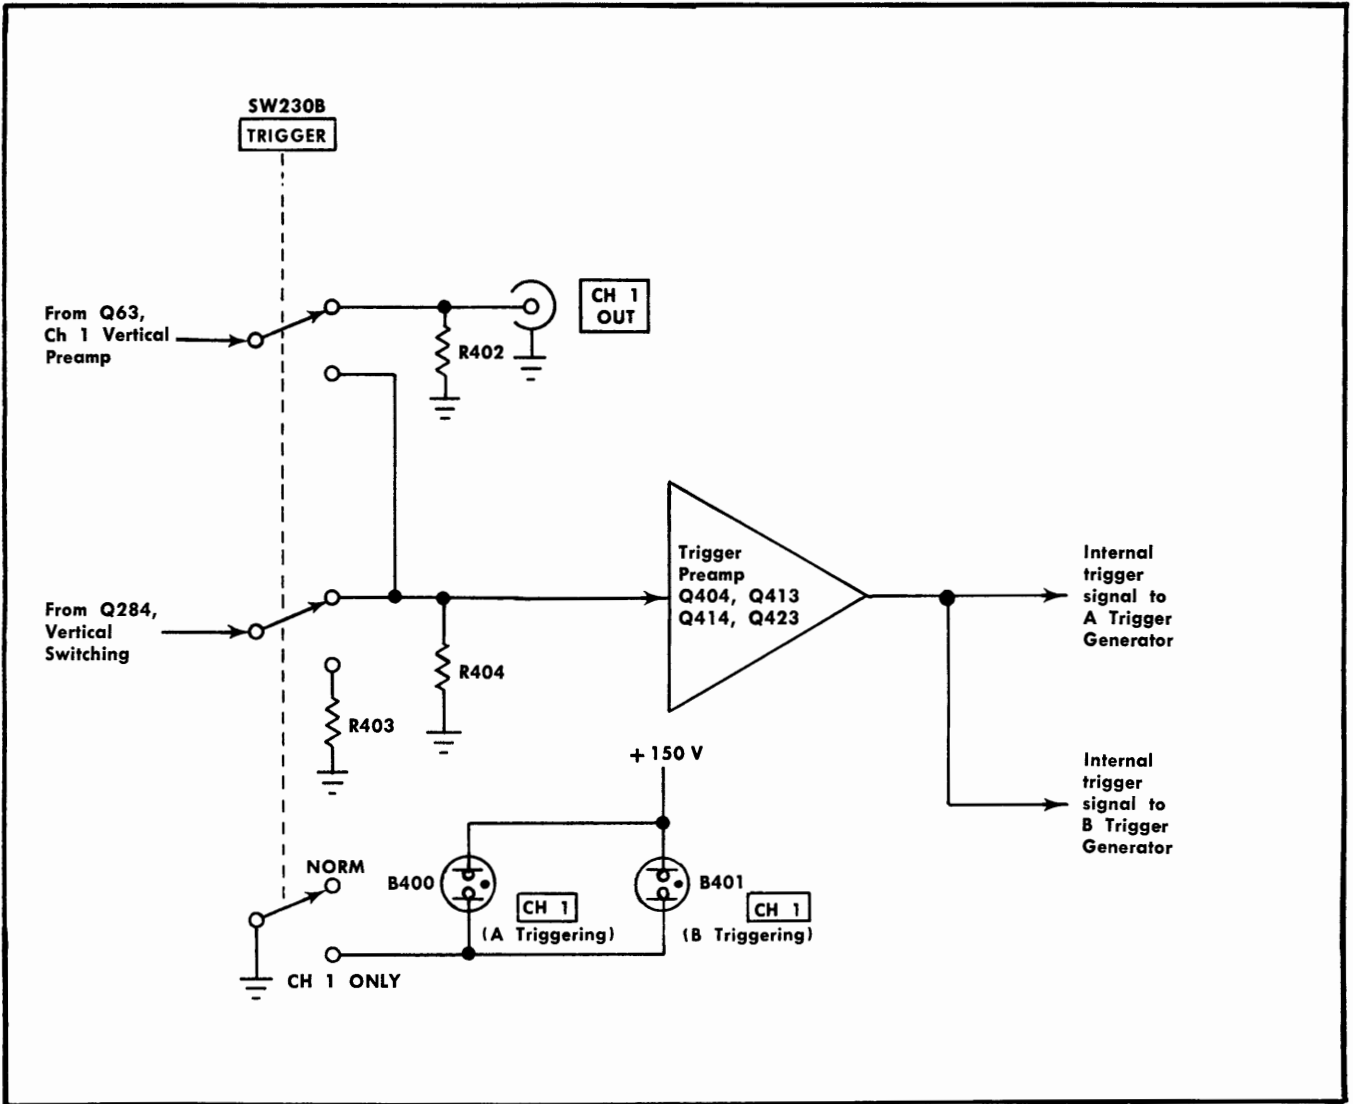 SW230B
TRIGGER
From Q63,
Ch 1 Vertical
Preamp
CH 1
OUT
R402
Trigger
Preamp
Q404, Q413
Q414, Q423
Internal
trigger
signal to
A Trigger
Generator
From Q284,
Vertical
Switching
R404
R403
+150 V
Internal
trigger
signal to
B Trigger
Generator
NORM
B400
CH 1
(A Triggering)
B401
CH 1
(B Triggering)
CH 1 ONLY